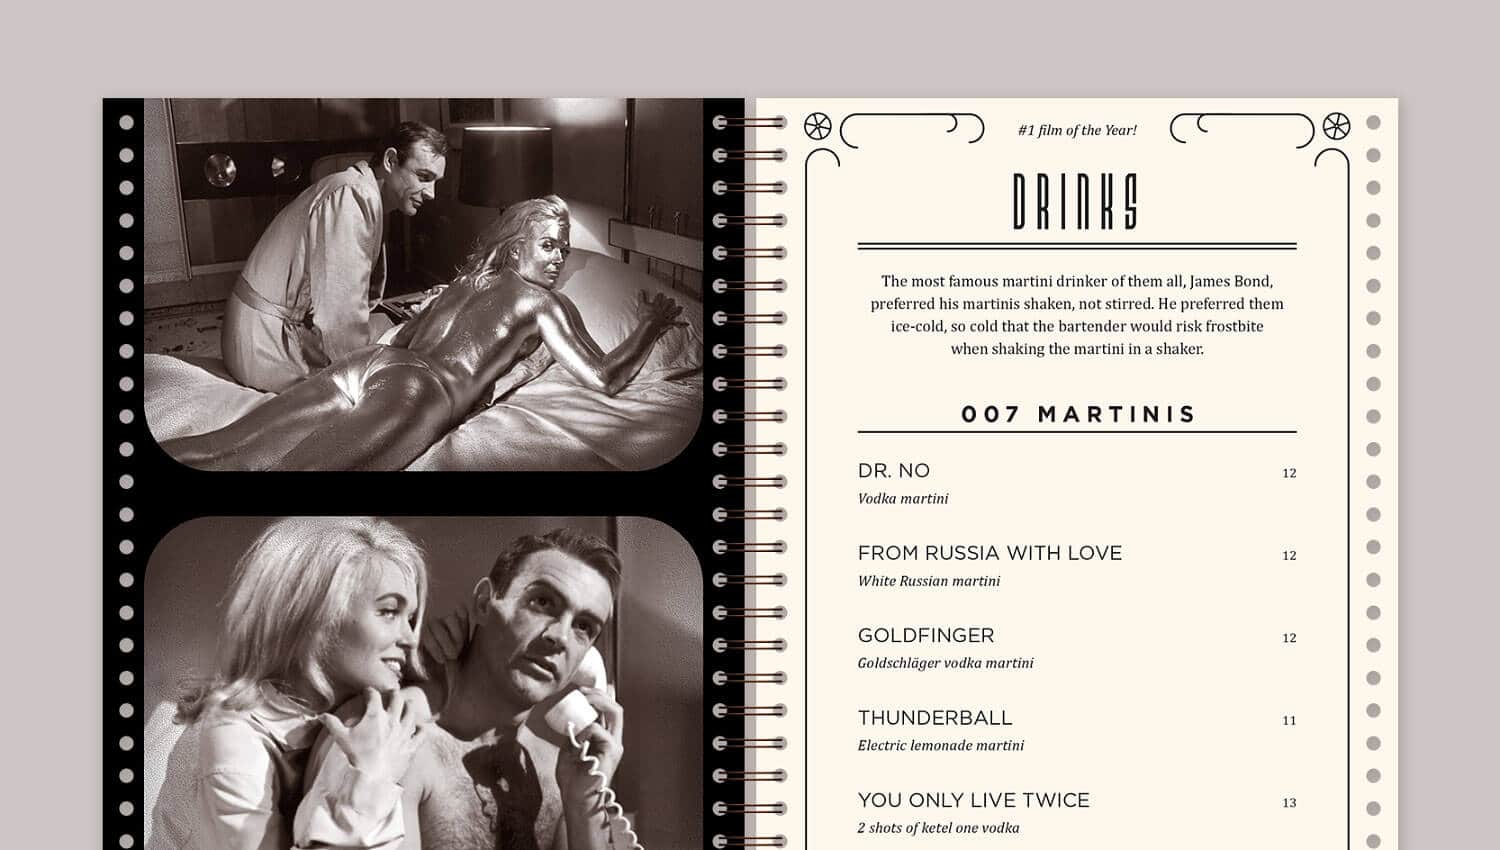 #1 film of the Year!
DRINKS
The most famous martini drinker of them all, James Bond,
preferred his martinis shaken, not stirred. He preferred them
ice-cold, so cold that the bartender would risk frostbite
when shaking the martini in a shaker.
007 MARTINIS
DR. NO 12
Vodka martini
FROM RUSSIA WITH LOVE 12
White Russian martini
GOLDFINGER 12
Goldschläger vodka martini
THUNDERBALL 11
Electric lemonade martini
YOU ONLY LIVE TWICE 13
2 shots of ketel one vodka